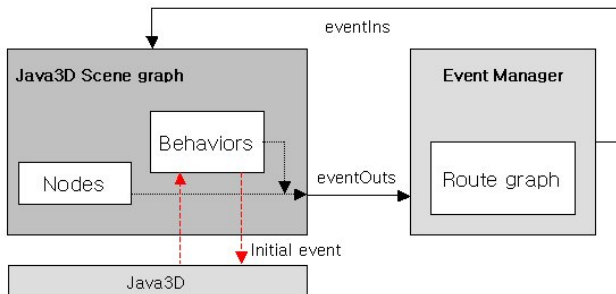 eventIns
Java3D Scene graph
Event Manager
Behaviors
Nodes
eventOuts
Route graph
Initial event
Java3D